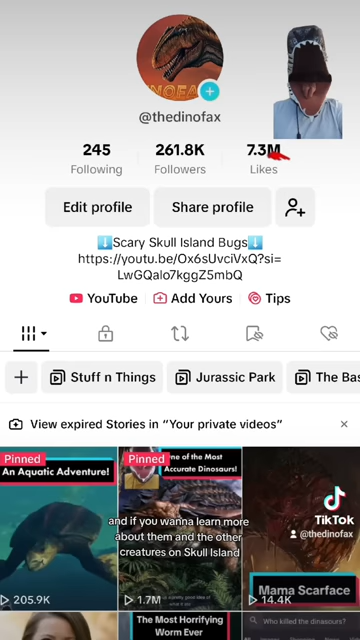 NOFA
@thedinofax
245
261.8K
7.3M
Following
Followers
Likes
Edit profile
Share profile
⬇️Scary Skull Island Bugs⬇️
https://youtu.be/Ox6sUvciVxQ?si=
LwGQalo7kggZ5mbQ
YouTube
Add Yours
Tips
Stuff n Things
Jurassic Park
The Bas
View expired Stories in “Your private videos”
Pinned
An Aquatic Adventure!
205.9K
Pinned
ne of the Most
Accurate Dinosaurs!
and if you wanna learn more
about them and the other
creatures on Skull Island
1.7M
TikTok
@thedinofax
Mama Scarface
14.4K
The Most Horrifying
Worm Ever
Who killed the dinosaurs?